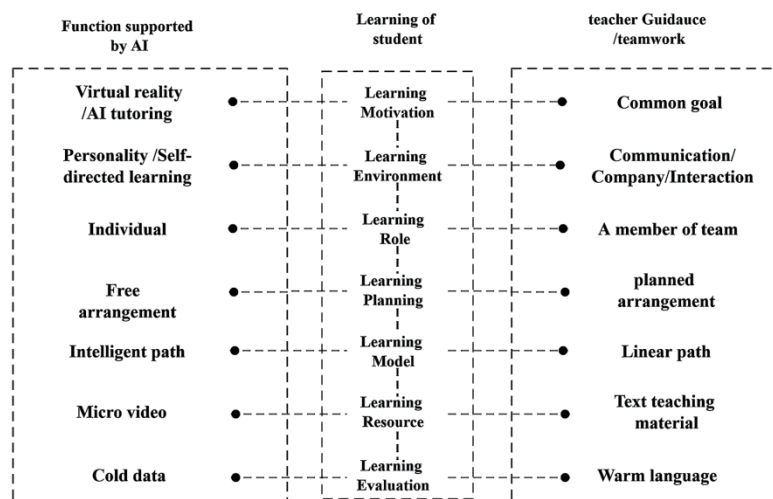 Function supported
by AI
Learning of
student
teacher Guidauce
/teamwork
Virtual reality
/AI tutoring
Learning
Motivation
Common goal
Personality /Self-
directed learning
Learning
Environment
Communication/
Company/Interaction
Individual
Learning
Role
A member of team
Free
arrangement
Learning
Planning
planned
arrangement
Intelligent path
Learning
Model
Linear path
Micro video
Learning
Resource
Text teaching
material
Cold data
Learning
Evaluation
Warm language